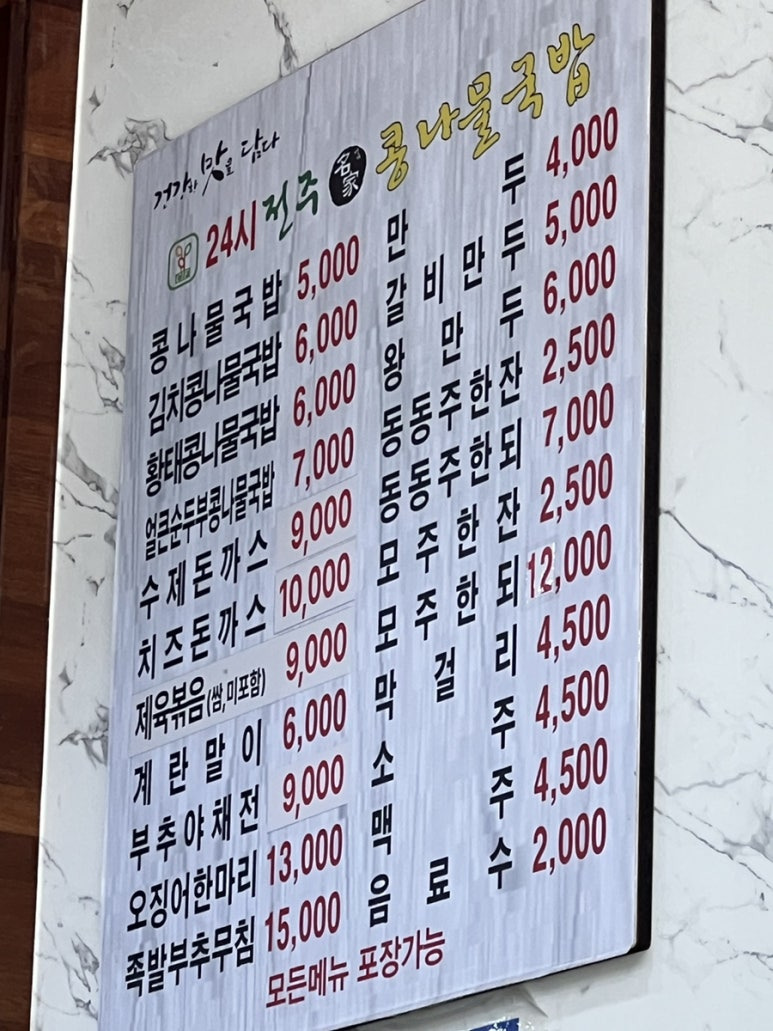 건강한 맛을 담다
24시 전주 名家 콩나물국밥
콩나물국밥 5,000
김치콩나물국밥 6,000
황태콩나물국밥 6,000
얼큰순두부콩나물국밥 7,000
수제돈까스 9,000
치즈돈까스 10,000
제육볶음(쌈,미포함) 9,000
계란말이 6,000
부추야채전 9,000
오징어한마리 13,000
족발부추무침 15,000
만두 4,000
갈비만두 5,000
왕만두 6,000
동동주한잔 2,500
동동주한되 7,000
모주한잔 2,500
모주한되 12,000
막걸리 4,500
소주 4,500
맥주 4,500
음료수 2,000
모든메뉴 포장가능